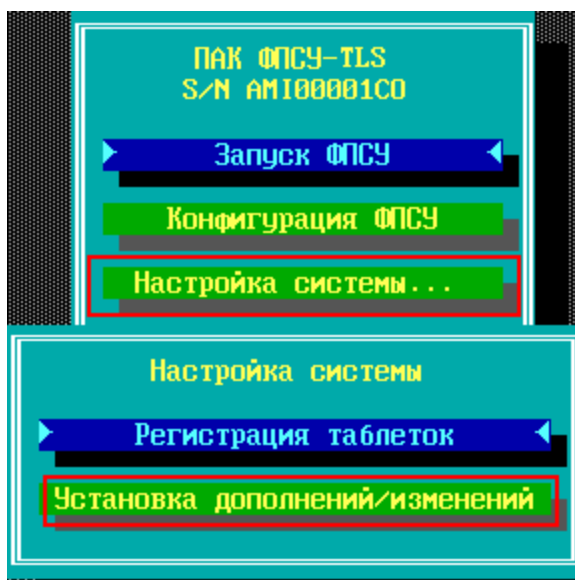 ПАК ФПСУ-TLS
S/N AMI00001CO
Запуск ФПСУ
Конфигурация ФПСУ
Настройка системы...
Настройка системы
Регистрация таблеток
Установка дополнений/изменений